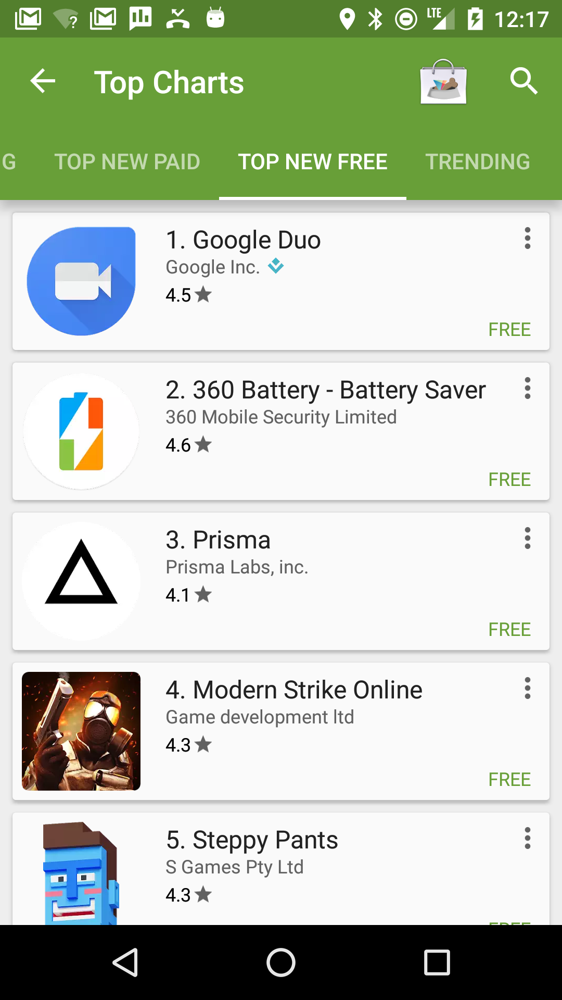 LTE 12:17
Top Charts
G TOP NEW PAID TOP NEW FREE TRENDING
1. Google Duo
Google Inc.
4.5
FREE
2. 360 Battery - Battery Saver
360 Mobile Security Limited
4.6
FREE
3. Prisma
Prisma Labs, inc.
4.1
FREE
4. Modern Strike Online
Game development ltd
4.3
FREE
5. Steppy Pants
S Games Pty Ltd
4.3
FREE